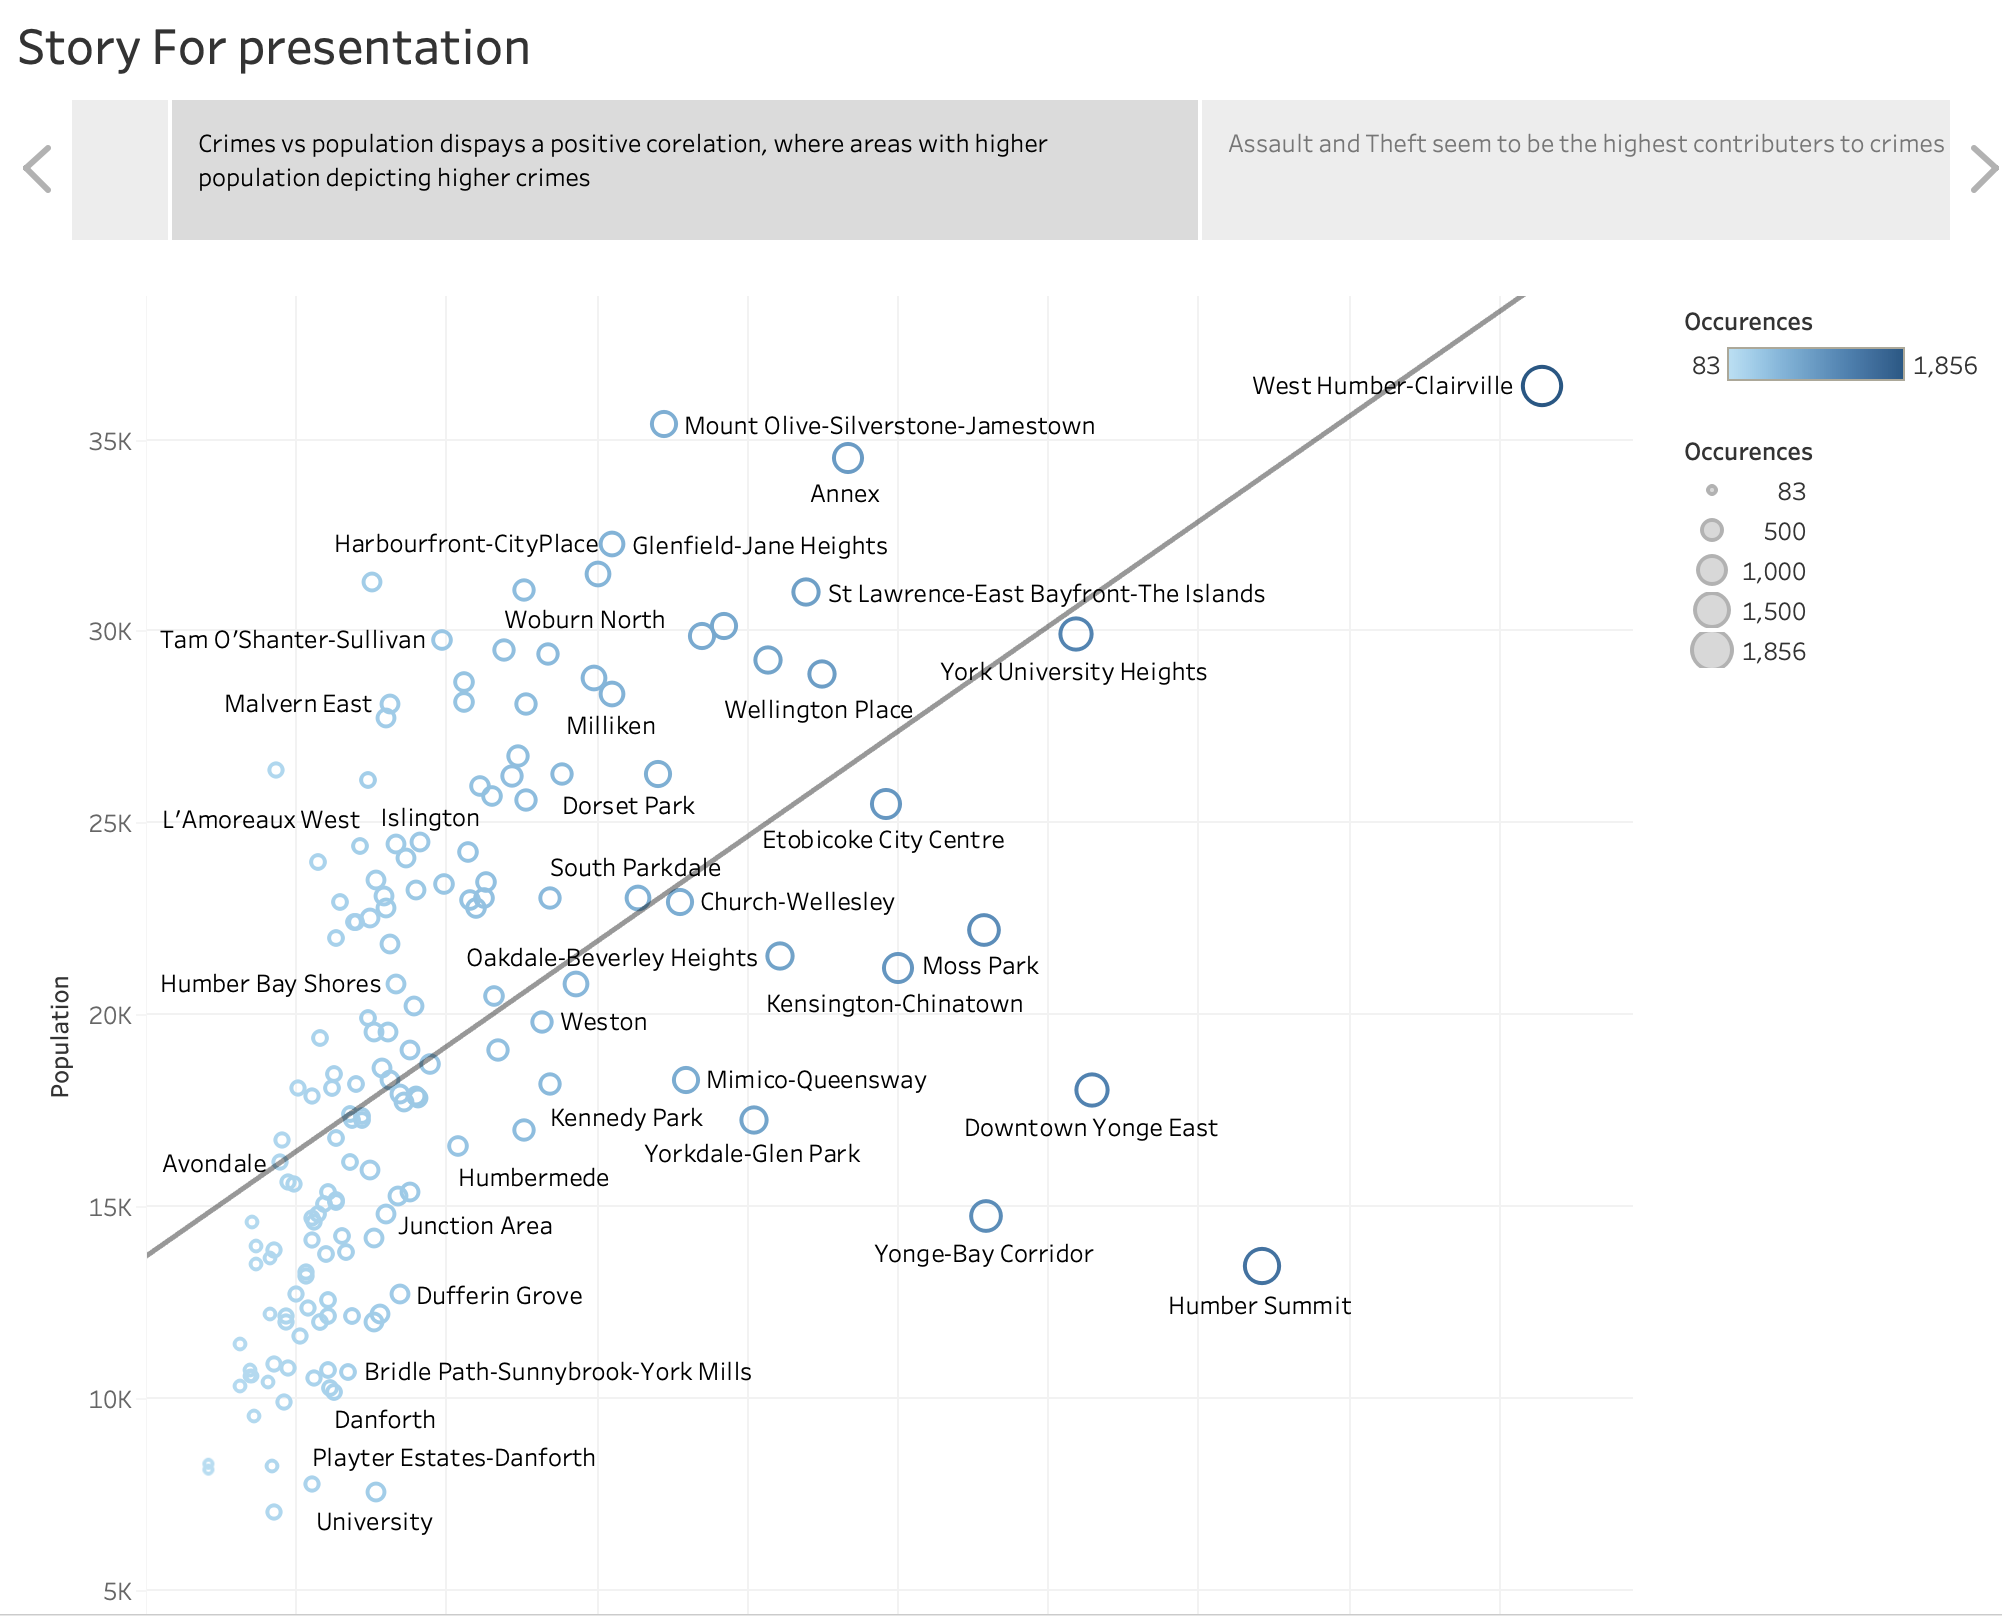 Story For presentation
Crimes vs population dispays a positive corelation, where areas with higher
population depicting higher crimes
Assault and Theft seem to be the highest contributers to crimes
Occurences
83 1,856
West Humber-Clairville
Mount Olive-Silverstone-Jamestown
35K
Occurences
83
Annex
500
Harbourfront-CityPlace
Glenfield-Jane Heights
1,000
St Lawrence-East Bayfront-The Islands
1,500
Woburn North
30K
Tam O'Shanter-Sullivan
1,856
York University Heights
Malvern East
Wellington Place
Milliken
Dorset Park
L'Amoreaux West
Islington
25K
Etobicoke City Centre
South Parkdale
Church-Wellesley
Oakdale-Beverley Heights
Moss Park
Humber Bay Shores
Kensington-Chinatown
20K
Weston
Population
Mimico-Queensway
Kennedy Park
Downtown Yonge East
Yorkdale-Glen Park
Avondale
Humbermede
15K
Junction Area
Yonge-Bay Corridor
Dufferin Grove
Humber Summit
Bridle Path-Sunnybrook-York Mills
10K
Danforth
Playter Estates-Danforth
University
5K